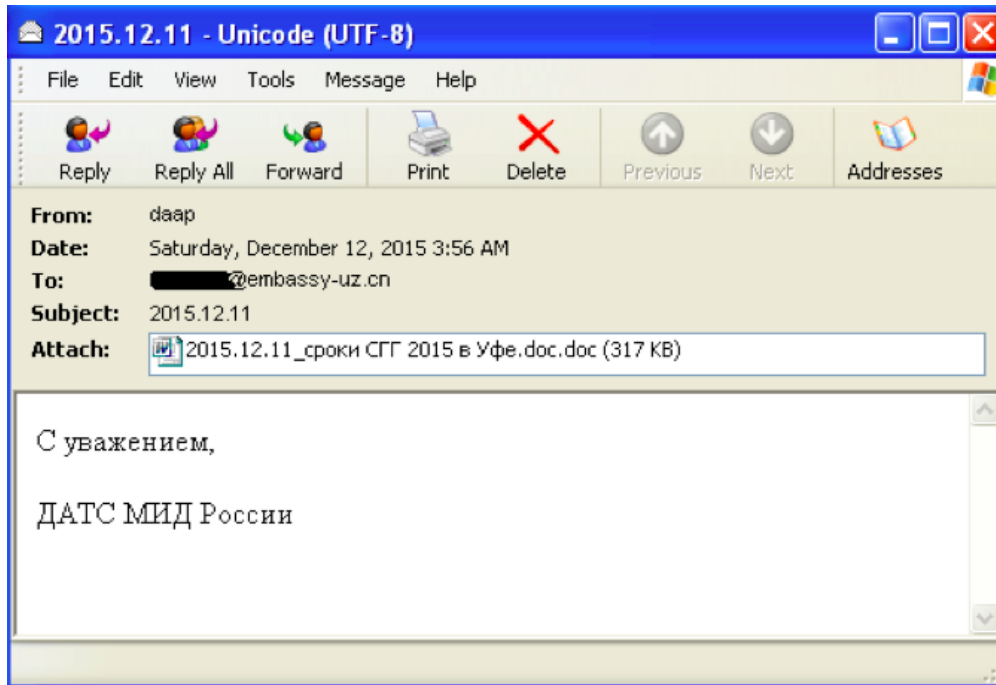 2015.12.11 - Unicode (UTF-8)
File Edit View Tools Message Help
Reply Reply All Forward Print Delete Previous Next Addresses
From: daap
Date: Saturday, December 12, 2015 3:56 AM
To: @embassy-uz.cn
Subject: 2015.12.11
Attach: 2015.12.11_сроки СГГ 2015 в Уфе.doc.doc (317 KB)
С уважением,
ДАТС МИД России